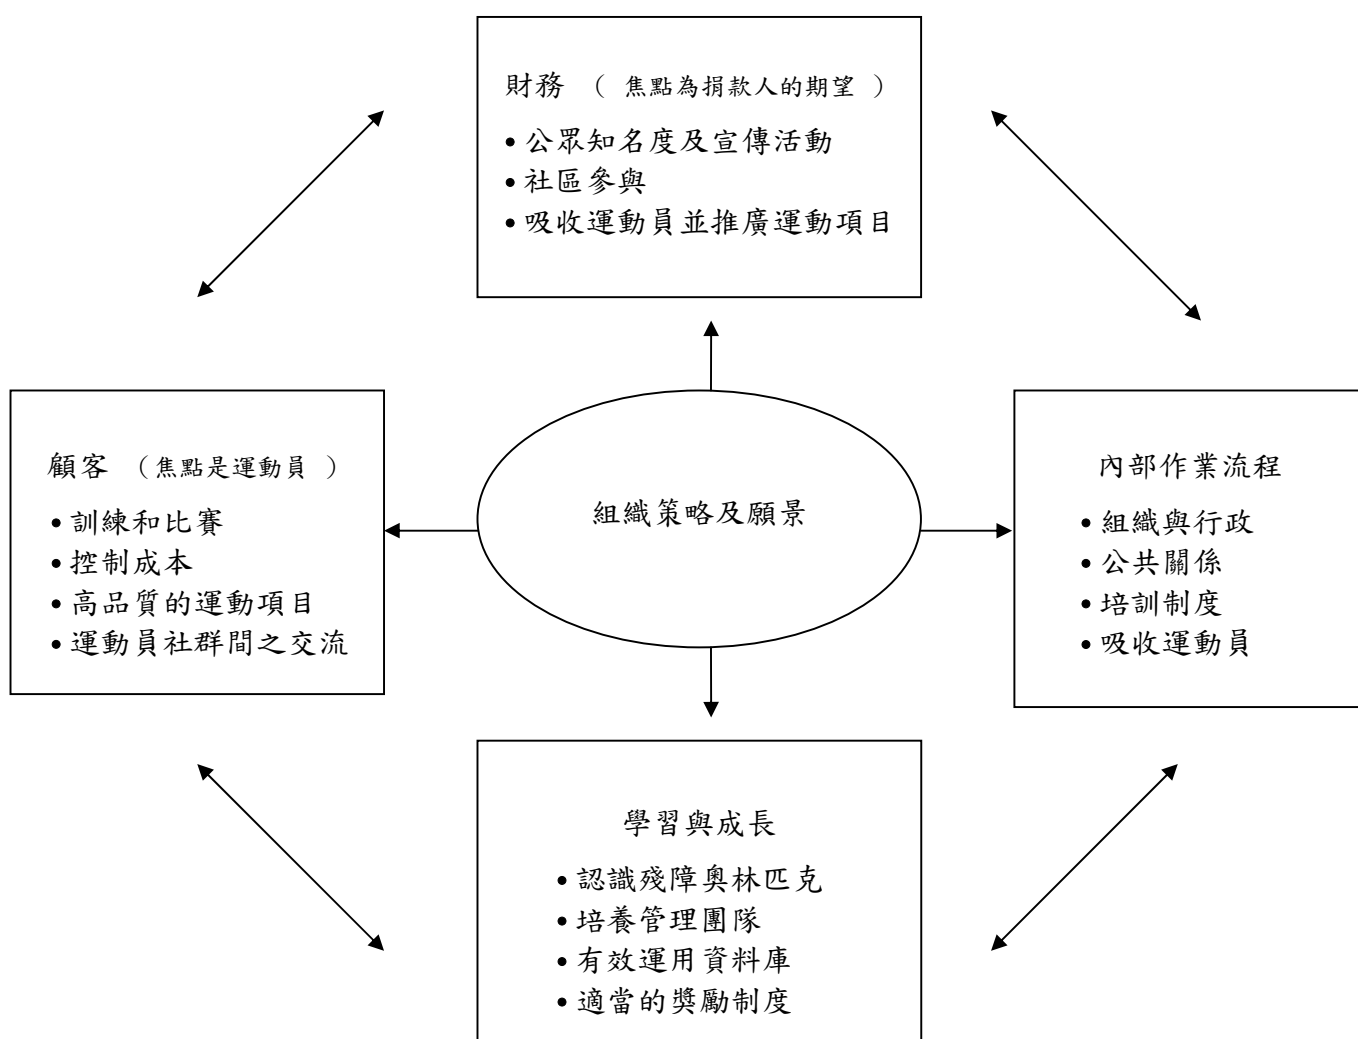 財務 （ 焦點為捐款人的期望 ）
•公眾知名度及宣傳活動
•社區參與
•吸收運動員並推廣運動項目
顧客 （焦點是運動員 ）
•訓練和比賽
•控制成本
•高品質的運動項目
•運動員社群間之交流
組織策略及願景
內部作業流程
•組織與行政
•公共關係
•培訓制度
•吸收運動員
學習與成長
•認識殘障奧林匹克
•培養管理團隊
•有效運用資料庫
•適當的獎勵制度